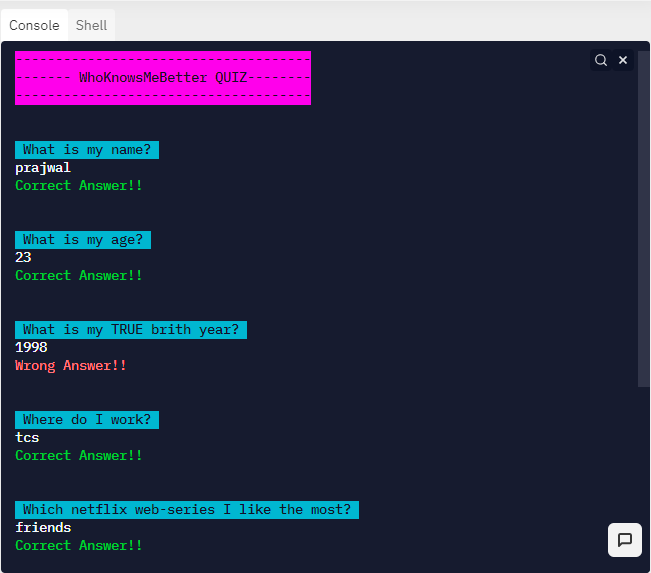 Console Shell
-------------------------------------
------- WhoKnowsMeBetter QUIZ--------
-------------------------------------
What is my name?
prajwal
Correct Answer!!
What is my age?
23
Correct Answer!!
What is my TRUE brith year?
1998
Wrong Answer!!
Where do I work?
tcs
Correct Answer!!
Which netflix web-series I like the most?
friends
Correct Answer!!